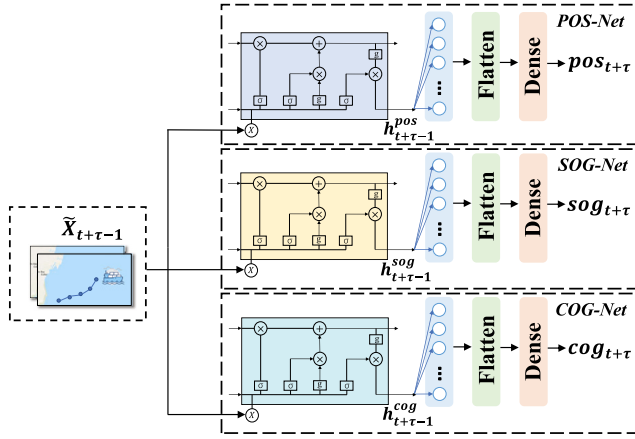 POS-Net
× + g
× ×
σ σ g σ
X
h^{pos}_{t+τ-1}
...
Flatten
Dense
pos_{t+τ}
SOG-Net
× + g
× ×
σ σ g σ
X
h^{sog}_{t+τ-1}
...
Flatten
Dense
sog_{t+τ}
X̃_{t+τ-1}
COG-Net
× + g
× ×
σ σ g σ
X
h^{cog}_{t+τ-1}
...
Flatten
Dense
cog_{t+τ}